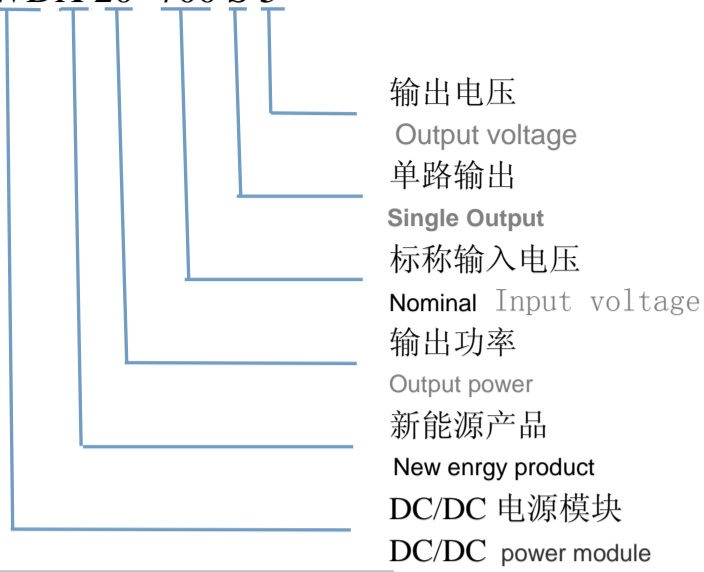 输出电压
Output voltage
单路输出
Single Output
标称输入电压
Nominal Input voltage
输出功率
Output power
新能源产品
New enrgy product
DC/DC 电源模块
DC/DC power module